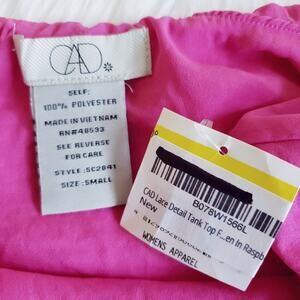 CAD
SELF:
100% POLYESTER
MADE IN VIETNAM
RN#48533
SEE REVERSE
FOR CARE
STYLE:SC2841
SIZE:SMALL
B078W1566L
CAD Lace Detail Tank Top F...en In Raspb
New
WOMENS APPAREL